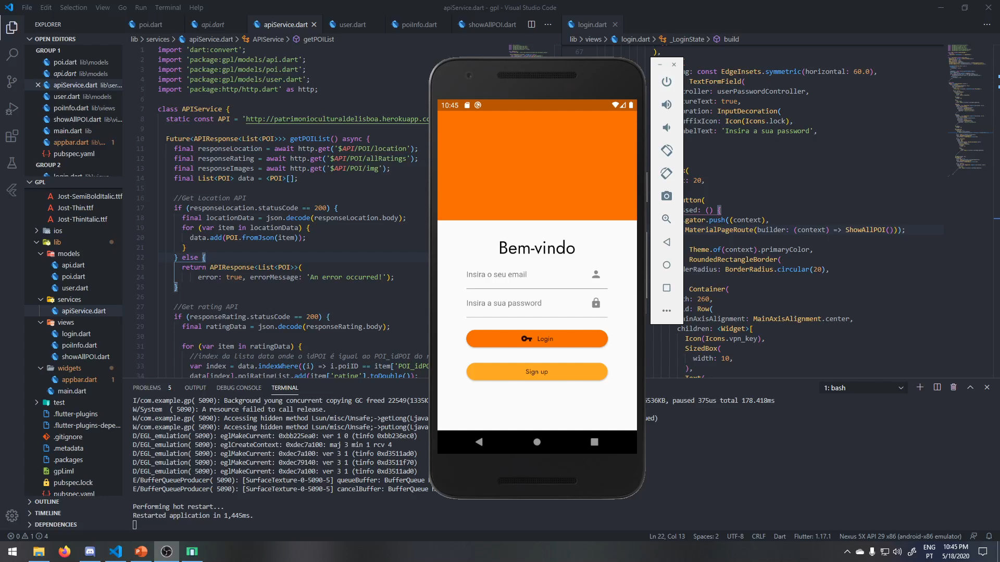 File Edit Selection View Go Run Terminal Help
apiService.dart - gpl - Visual Studio Code
EXPLORER
OPEN EDITORS
GROUP 1
poi.dart lib\models
api.dart lib\models
apiService.dart lib\ser...
user.dart lib\models
poiInfo.dart lib\views
showAllPOI.dart lib\vi...
main.dart lib
appbar.dart lib\... 1
pubspec.yaml
GROUP 2
login.dart lib\views
GPL
Jost-SemiBoldItalic.ttf
Jost-Thin.ttf
Jost-ThinItalic.ttf
ios
lib
models
api.dart
poi.dart
user.dart
services
apiService.dart
views
login.dart
poiInfo.dart
showAllPOI.dart
widgets
appbar.dart 1
main.dart
test
.flutter-plugins
.flutter-plugins-depe...
.gitignore
.metadata
.packages
gpl.iml
pubspec.lock
pubspec.yaml
OUTLINE
TIMELINE
DEPENDENCIES
poi.dart api.dart apiService.dart user.dart poiInfo.dart showAllPOI.dart
lib > services > apiService.dart > APIService > getPOIList
1 import 'dart:convert';
2 import 'package:gpl/models/api.dart';
3 import 'package:gpl/models/poi.dart';
4 import 'package:gpl/models/user.dart';
5 import 'package:http/http.dart' as http;
6
7 class APIService {
8 static const API = 'http://patrimonioculturaldelisboa.herokuapp.co
9
10 Future<APIResponse<List<POI>>> getPOIList() async {
11 final responseLocation = await http.get('$API/POI/location');
12 final responseRating = await http.get('$API/POI/allRatings');
13 final responseImages = await http.get('$API/POI/img');
14 final List<POI> data = <POI>[];
15
16 //Get Location API
17 if (responseLocation.statusCode == 200) {
18 final locationData = json.decode(responseLocation.body);
19 for (var item in locationData) {
20 data.add(POI.fromJson(item));
21 }
22 } else {
23 return APIResponse<List<POI>>(
24 error: true, errorMessage: 'An error occurred!');
25 }
26
27 //Get rating API
28 if (responseRating.statusCode == 200) {
29 final ratingData = json.decode(responseRating.body);
30
31 for (var item in ratingData) {
32 //index da lista data onde o idPOI é igual ao POI_idPOI do
33 var index = data.indexWhere((i) => i.poiID == item['POI_idPO
34 data[index].poiRatingList.add(item['rating'].toDouble());
login.dart
lib > views > login.dart > _LoginState > build
67 ),
ng: const EdgeInsets.symmetric(horizontal: 60.0),
TextFormField(
troller: userPasswordController,
ureText: true,
oration: InputDecoration(
uffixIcon: Icon(Icons.lock),
abelText: 'Insira a sua password',
(
: 20,
utton(
ssed: () {
igator.push((context),
MaterialPageRoute(builder: (context) => ShowAllPOI()));
Theme.of(context).primaryColor,
RoundedRectangleBorder(
derRadius: BorderRadius.circular(20),
Container(
h: 260,
d: Row(
ainAxisAlignment: MainAxisAlignment.center,
children: <Widget>[
Icon(Icons.vpn_key),
SizedBox(
width: 10,
),
Text(
10:45
Bem-vindo
Insira o seu email
Insira a sua password
Login
Sign up
PROBLEMS 5 OUTPUT DEBUG CONSOLE TERMINAL
1: bash
I/com.example.gp( 5090): Background young concurrent copying GC freed 22549(1335K 6536KB, paused 375us total 178.418ms
W/System ( 5090): A resource failed to call release.
W/com.example.gp( 5090): Accessing hidden method Lsun/misc/Unsafe;->getLong(Ljava ued)
W/com.example.gp( 5090): Accessing hidden method Lsun/misc/Unsafe;->putLong(Ljava
D/EGL_emulation( 5090): eglMakeCurrent: 0xbb225ea0: ver 1 0 (tinfo 0xbb236ec0)
D/EGL_emulation( 5090): eglCreateContext: 0xdec7a100: maj 3 min 1 rcv 4
D/EGL_emulation( 5090): eglMakeCurrent: 0xdec7a100: ver 3 1 (tinfo 0xd3511ad0)
D/EGL_emulation( 5090): eglMakeCurrent: 0xdec79140: ver 3 1 (tinfo 0xd3511f70)
D/EGL_emulation( 5090): eglMakeCurrent: 0xdec7a100: ver 3 1 (tinfo 0xd3511ad0)
E/BufferQueueProducer( 5090): [SurfaceTexture-0-5090-5] queueBuffer: BufferQueue
E/BufferQueueProducer( 5090): [SurfaceTexture-0-5090-5] cancelBuffer: BufferQueue
Performing hot restart...
Restarted application in 1,445ms.
0 1 4
Ln 22, Col 13 Spaces: 2 UTF-8 CRLF Dart Flutter: 1.17.1 Nexus 5X API 29 x86 (android-x86 emulator)
ENG
PT
10:45 PM
5/18/2020